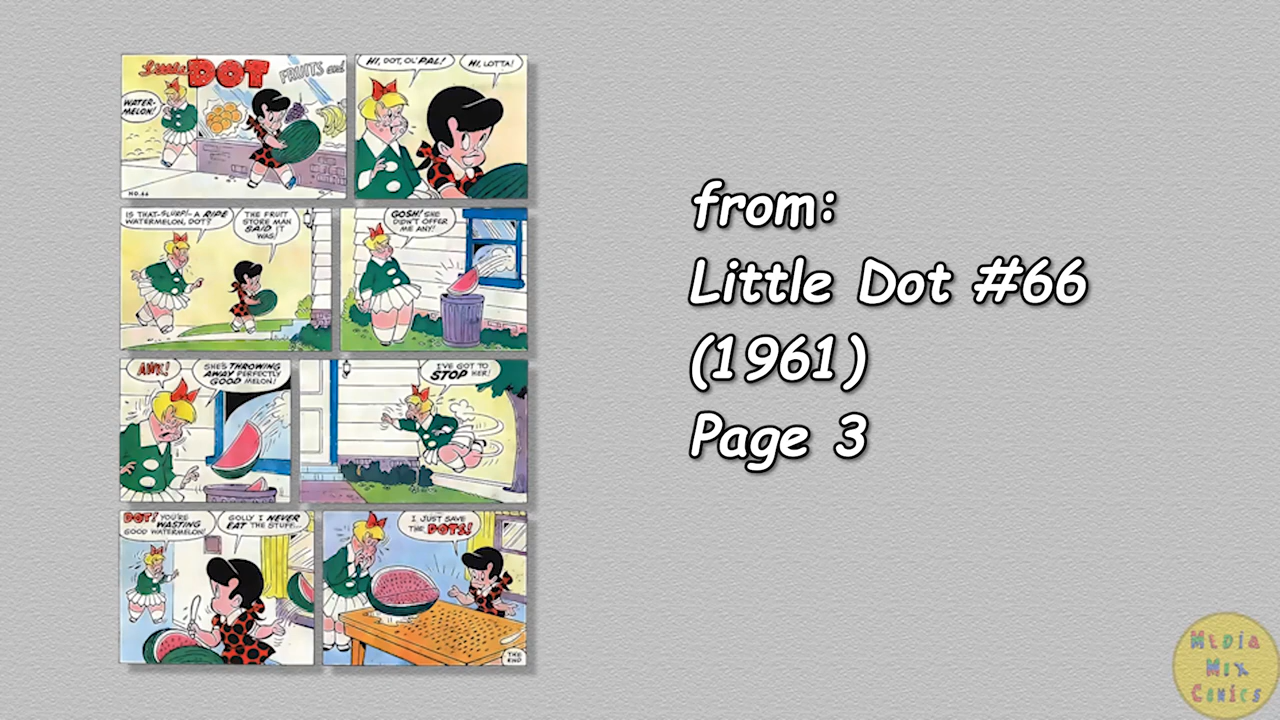 Little DOT
FRUITS and
WATER-
MELON!
NO. 66
HI, DOT, OL' PAL!
HI, LOTTA!
IS THAT-SLURP!-A RIPE
WATERMELON, DOT?
THE FRUIT
STORE MAN
SAID IT
WAS!
GOSH! SHE
DIDN'T OFFER
ME ANY!
AWK!
SHE'S THROWING
AWAY PERFECTLY
GOOD MELON!
I'VE GOT TO
STOP HER!
DOT! YOU'RE
WASTING
GOOD WATERMELON!
GOLLY I NEVER
EAT THE STUFF...
I JUST SAVE
THE DOTS!
THE
END
from:
Little Dot #66
(1961)
Page 3
MEDIA
MIX
COMICS